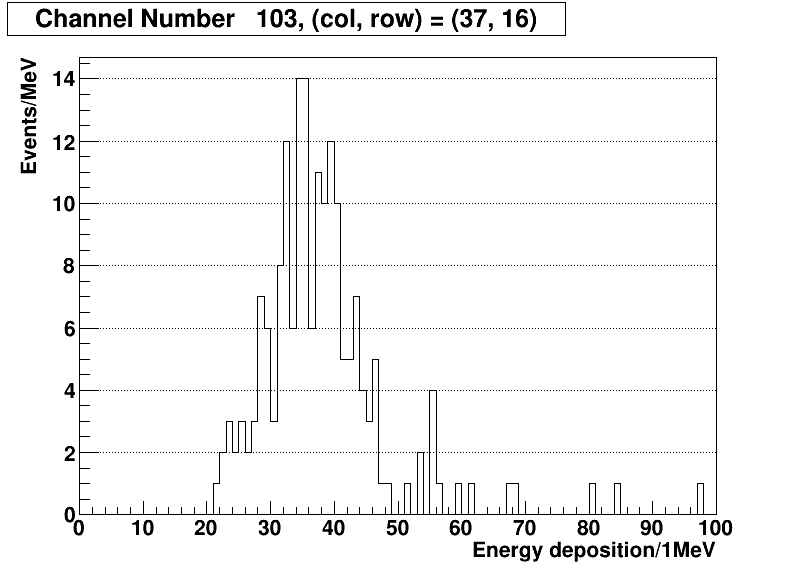 Channel Number 103, (col, row) = (37, 16)
Events/MeV
14
12
10
8
6
4
2
0
0 10 20 30 40 50 60 70 80 90 100
Energy deposition/1MeV